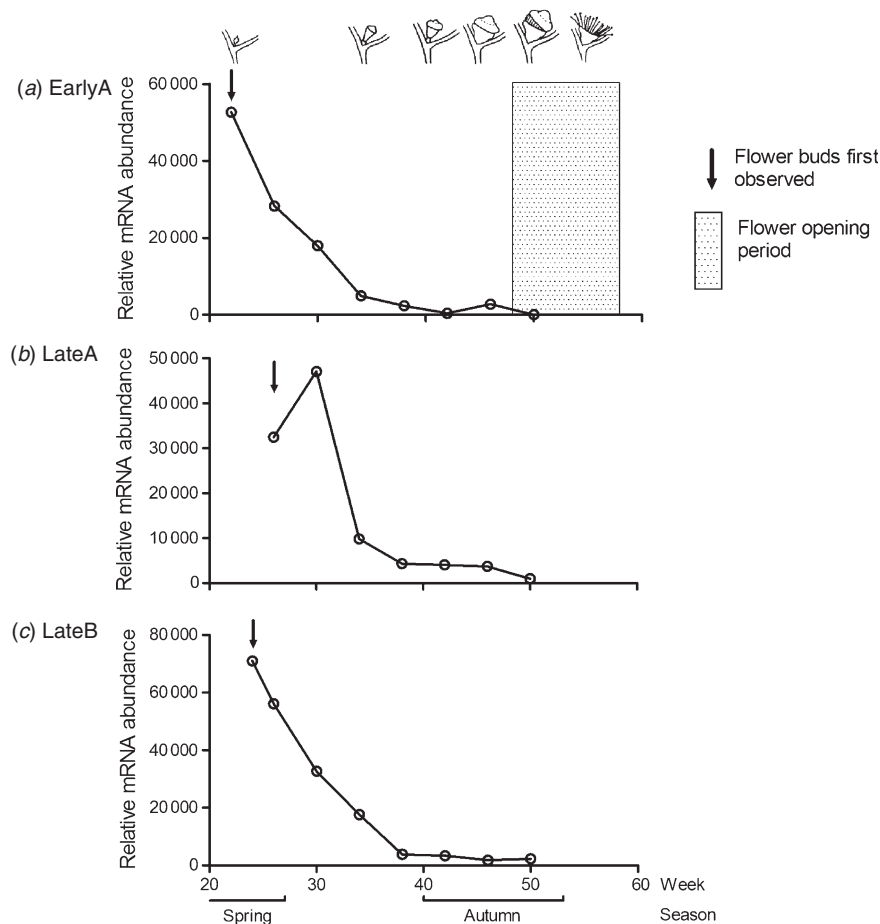 (a) EarlyA
Relative mRNA abundance
60 000
40 000
20 000
0
Flower buds first
observed
Flower opening
period
(b) LateA
Relative mRNA abundance
50 000
40 000
30 000
20 000
10 000
0
(c) LateB
Relative mRNA abundance
80 000
60 000
40 000
20 000
0
20 30 40 50 60 Week
Spring Autumn Season